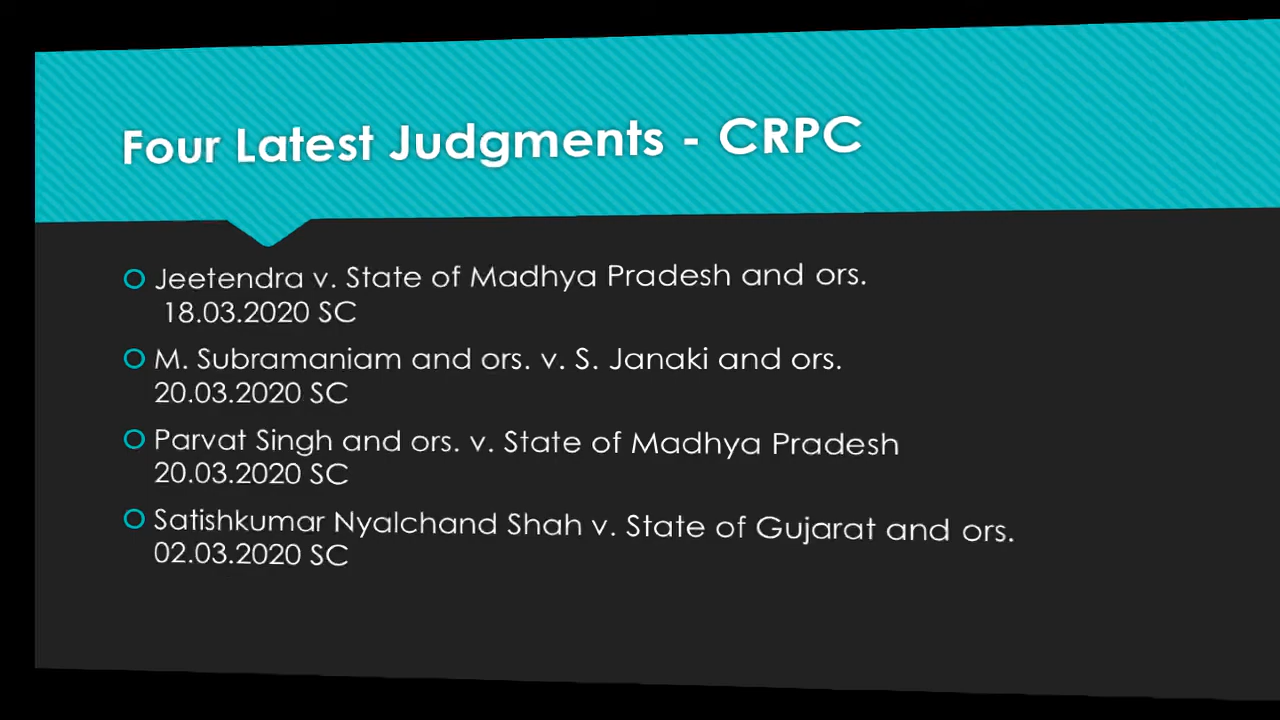 Four Latest Judgments - CRPC
Jeetendra v. State of Madhya Pradesh and ors.
18.03.2020 SC
M. Subramaniam and ors. v. S. Janaki and ors.
20.03.2020 SC
Parvat Singh and ors. v. State of Madhya Pradesh
20.03.2020 SC
Satishkumar Nyalchand Shah v. State of Gujarat and ors.
02.03.2020 SC